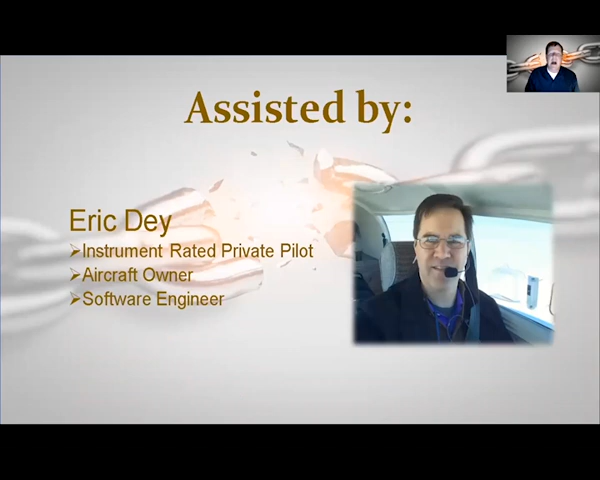 Assisted by:
Eric Dey
➢Instrument Rated Private Pilot
➢Aircraft Owner
➢Software Engineer